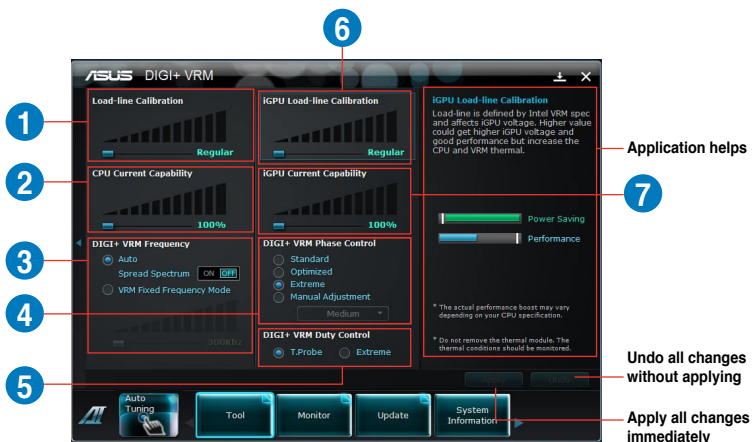 6
ASUS DIGI+ VRM
1
Load-line Calibration
Regular
iGPU Load-line Calibration
Regular
iGPU Load-line Calibration
Load-line is defined by Intel VRM spec
and affects iGPU voltage. Higher value
could get higher iGPU voltage and
good performance but increase the
CPU and VRM thermal.
Application helps
2
CPU Current Capability
100%
iGPU Current Capability
100%
7
Power Saving
Performance
3
DIGI+ VRM Frequency
Auto
Spread Spectrum ON OFF
VRM Fixed Frequency Mode
300Khz
4
DIGI+ VRM Phase Control
Standard
Optimized
Extreme
Manual Adjustment
Medium
* The actual performance boost may vary
depending on your CPU specification.
* Do not remove the thermal module. The
thermal conditions should be monitored.
5
DIGI+ VRM Duty Control
T.Probe Extreme
Undo all changes
without applying
Apply Undo
Auto
Tuning
Tool
Monitor
Update
System
Information
Apply all changes
immediately